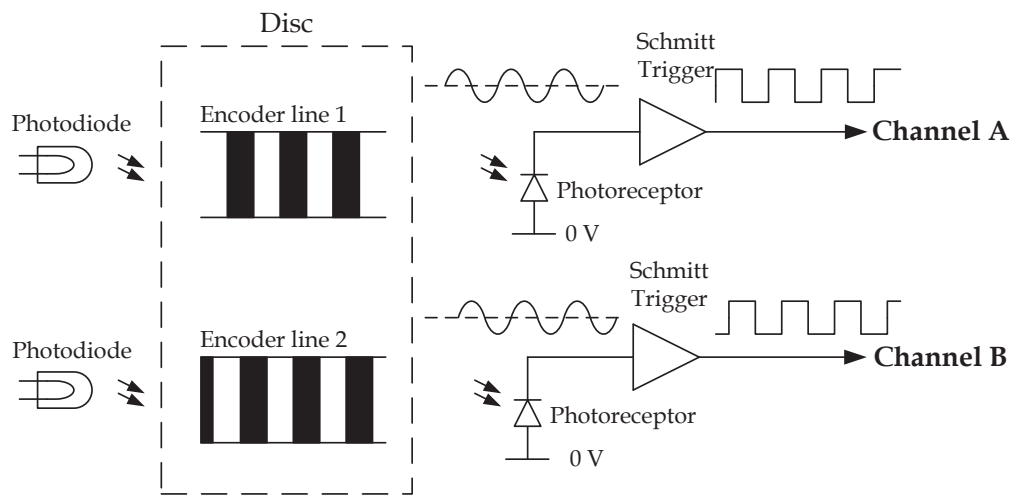 Disc
Schmitt
Trigger
Photodiode
Encoder line 1
Channel A
Photoreceptor
0 V
Schmitt
Trigger
Photodiode
Encoder line 2
Channel B
Photoreceptor
0 V